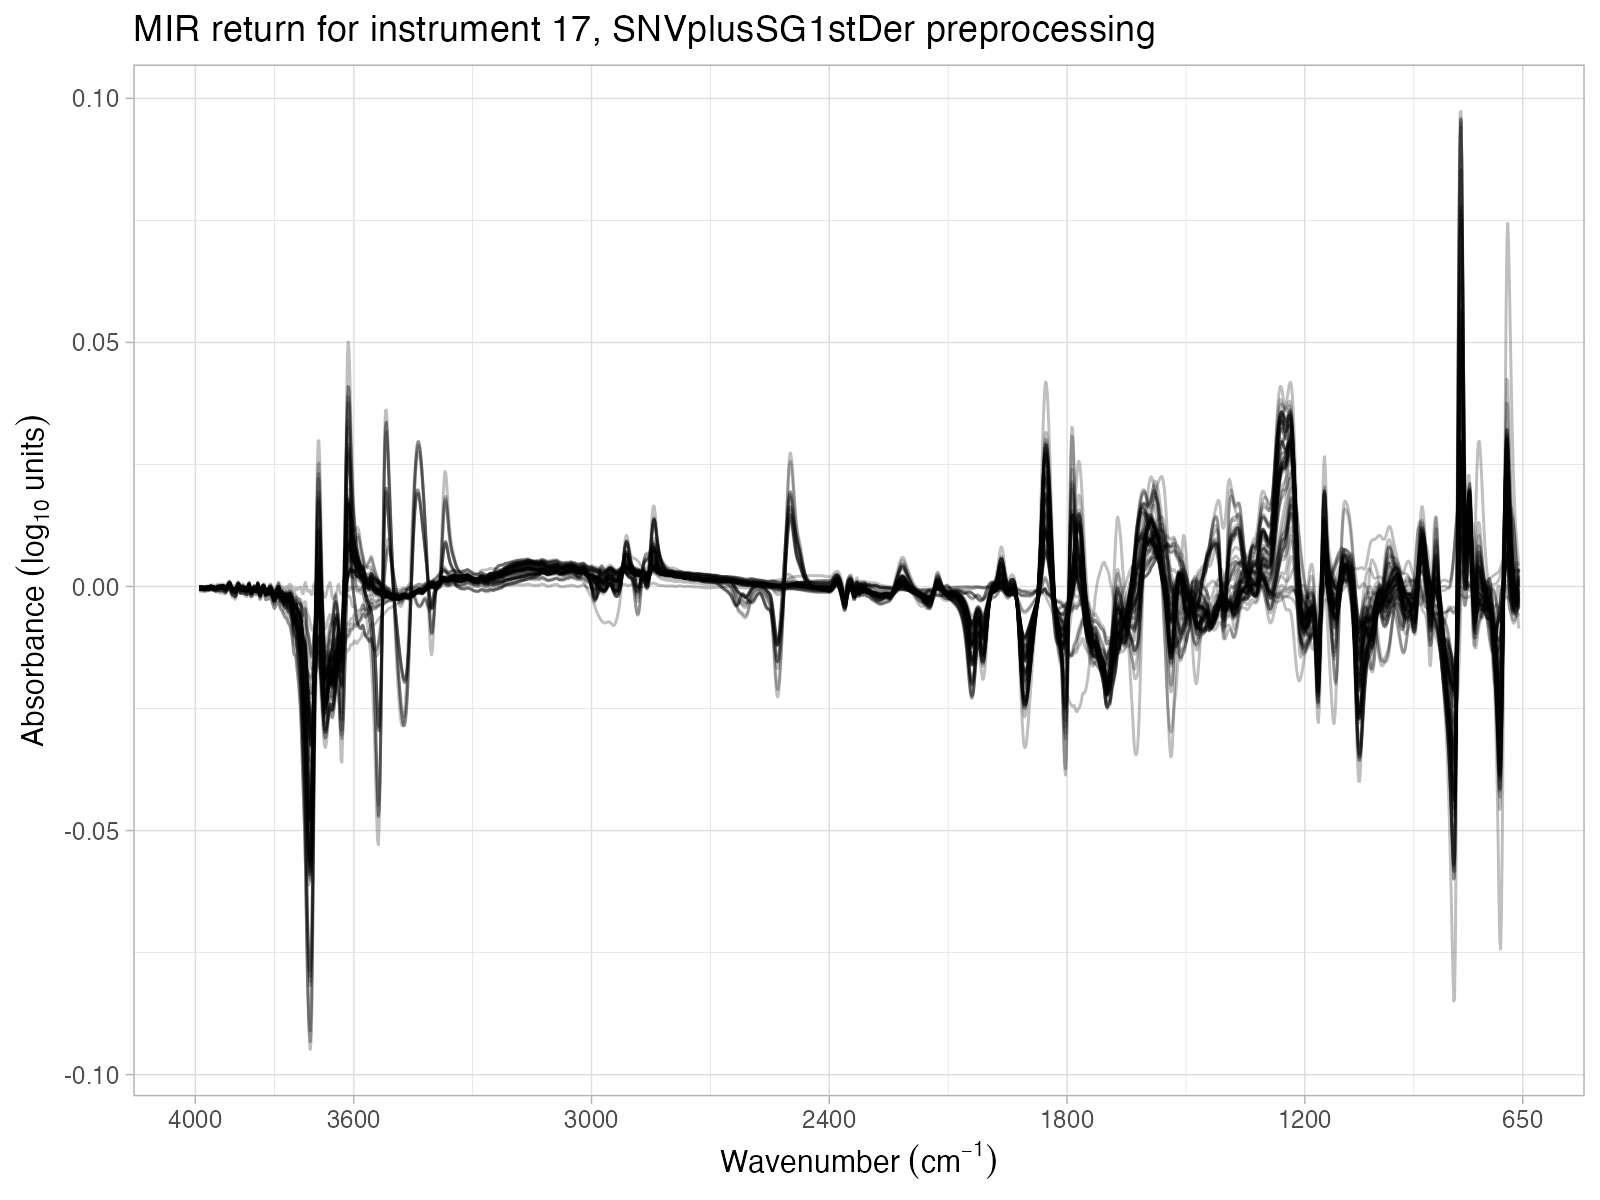 MIR return for instrument 17, SNVplusSG1stDer preprocessing
Absorbance (log₁₀ units)
0.10
0.05
0.00
-0.05
-0.10
4000 3600 3000 2400 1800 1200 650
Wavenumber (cm⁻¹)